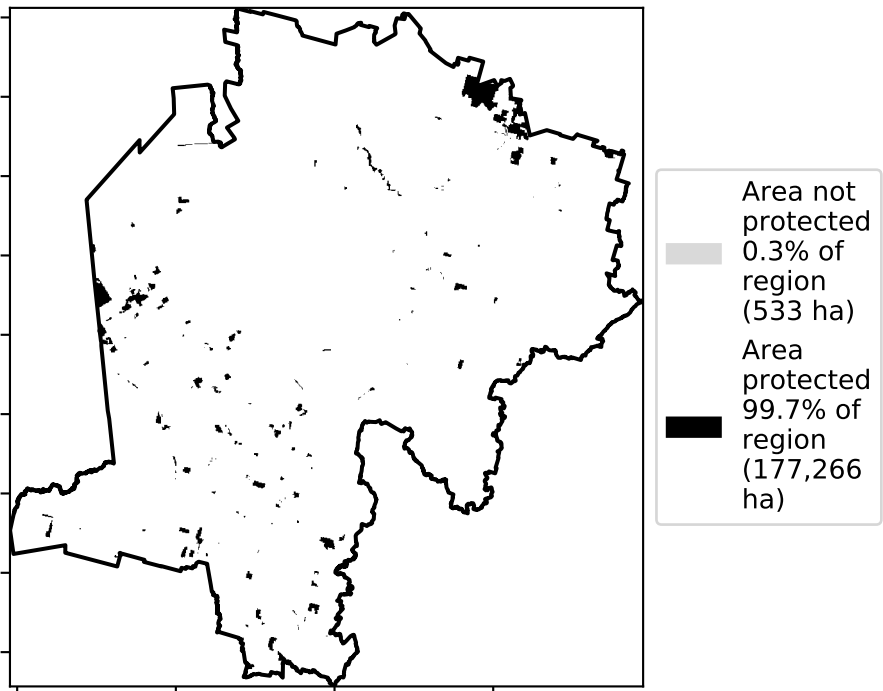 Area not
protected
0.3% of
region
(533 ha)
Area
protected
99.7% of
region
(177,266
ha)